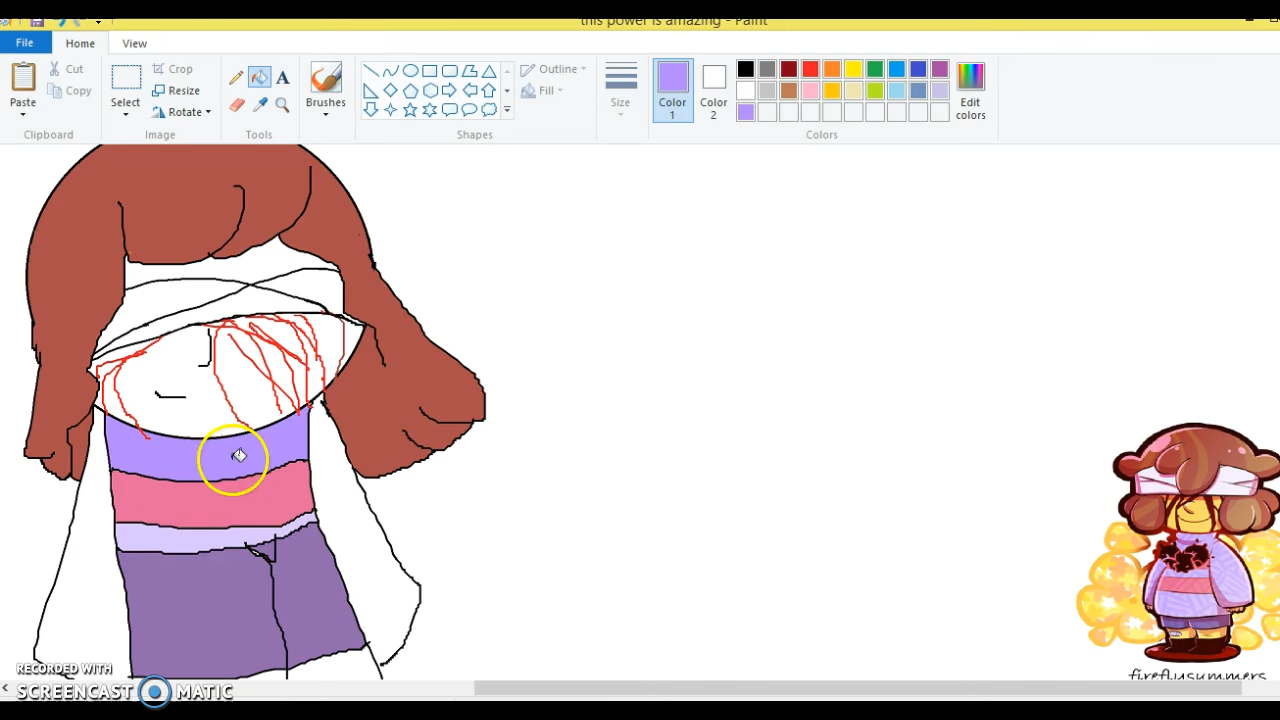 this power is amazing - Paint
File Home View
Paste Cut Copy Select Crop Resize Rotate A Brushes Outline Fill Size Color 1 Color 2 Edit colors
Clipboard Image Tools Shapes Colors
fireflysummers
RECORDED WITH
SCREENCAST MATIC